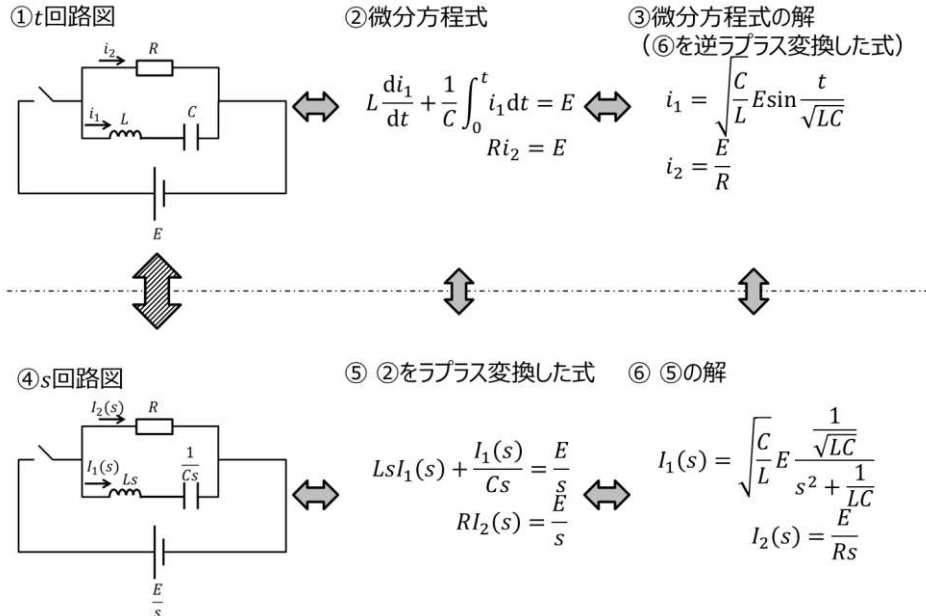 ①t回路図
i₂ R
i₁ L C
E
②微分方程式
L di₁/dt + 1/C ∫₀ᵗ i₁dt = E
Ri₂ = E
③微分方程式の解
（⑥を逆ラプラス変換した式）
i₁ = √(C/L) E sin t/√(LC)
i₂ = E/R
④s回路図
I₂(s) R
I₁(s) Ls 1/Cs
E/s
⑤ ②をラプラス変換した式
LsI₁(s) + I₁(s)/Cs = E/s
RI₂(s) = E/s
⑥ ⑤の解
I₁(s) = √(C/L) E (1/√(LC))/(s² + 1/LC)
I₂(s) = E/Rs